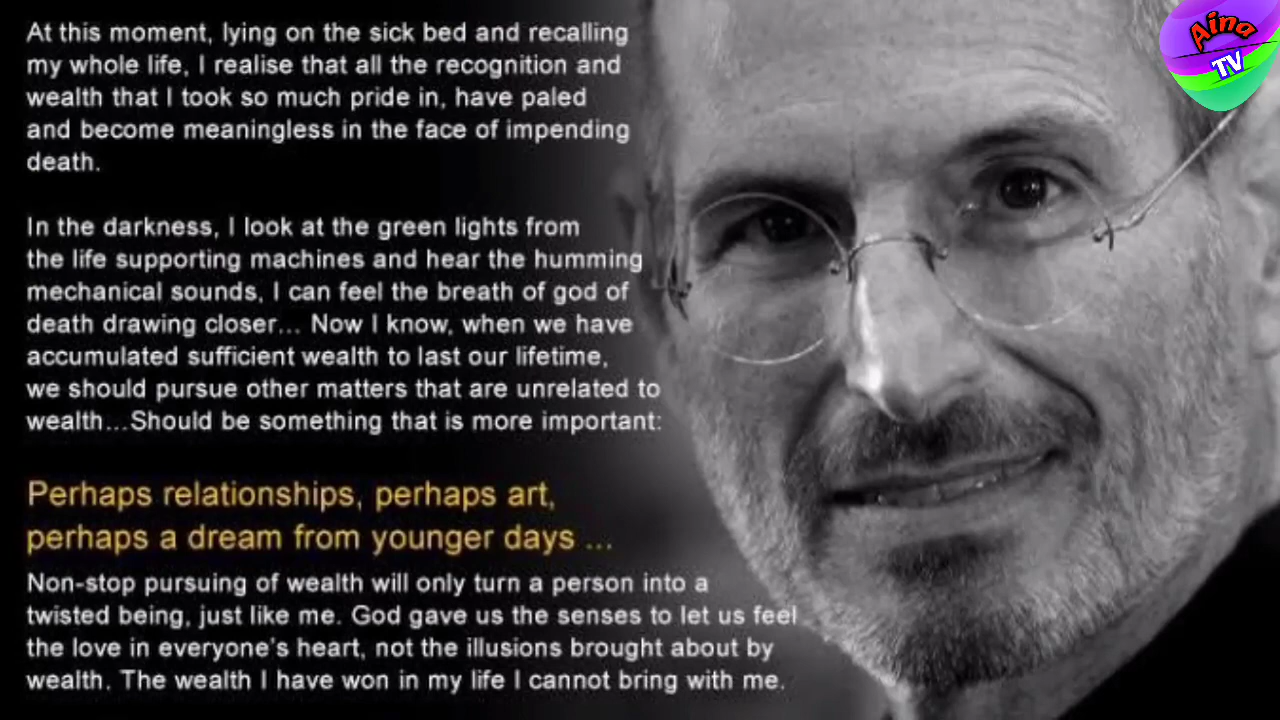 At this moment, lying on the sick bed and recalling
my whole life, I realise that all the recognition and
wealth that I took so much pride in, have paled
and become meaningless in the face of impending
death.
In the darkness, I look at the green lights from
the life supporting machines and hear the humming
mechanical sounds, I can feel the breath of god of
death drawing closer... Now I know, when we have
accumulated sufficient wealth to last our lifetime,
we should pursue other matters that are unrelated to
wealth...Should be something that is more important:
Perhaps relationships, perhaps art,
perhaps a dream from younger days ...
Non-stop pursuing of wealth will only turn a person into a
twisted being, just like me. God gave us the senses to let us feel
the love in everyone's heart, not the illusions brought about by
wealth. The wealth I have won in my life I cannot bring with me.
Aina
TV